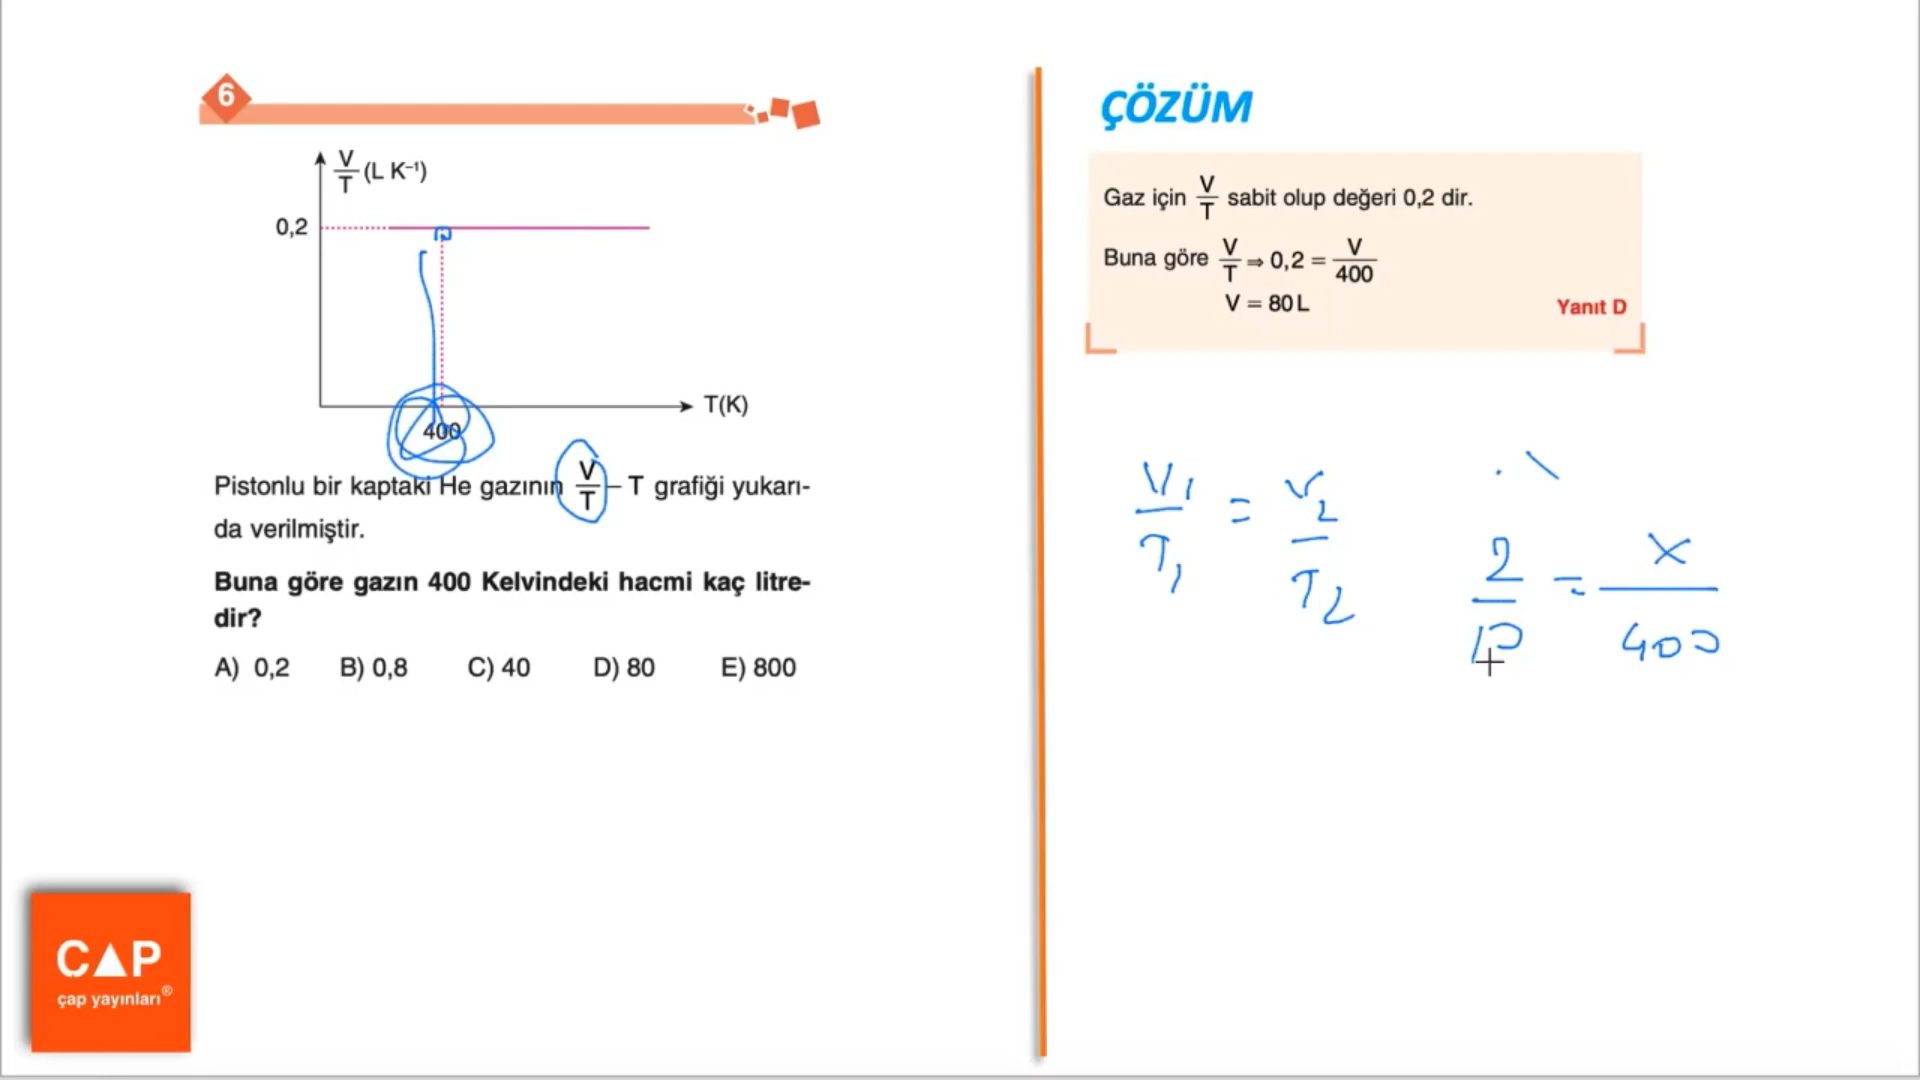 6
V/T (L K⁻¹)
0,2
T(K)
400
Pistonlu bir kaptaki He gazının V/T – T grafiği yukarı-
da verilmiştir.
Buna göre gazın 400 Kelvindeki hacmi kaç litre-
dir?
A) 0,2 B) 0,8 C) 40 D) 80 E) 800
ÇÖZÜM
Gaz için V/T sabit olup değeri 0,2 dir.
Buna göre V/T ⇒ 0,2 = V/400
V = 80 L
Yanıt D
V₁/T₁ = V₂/T₂
2/10 = x/400
CAP
çap yayınları®